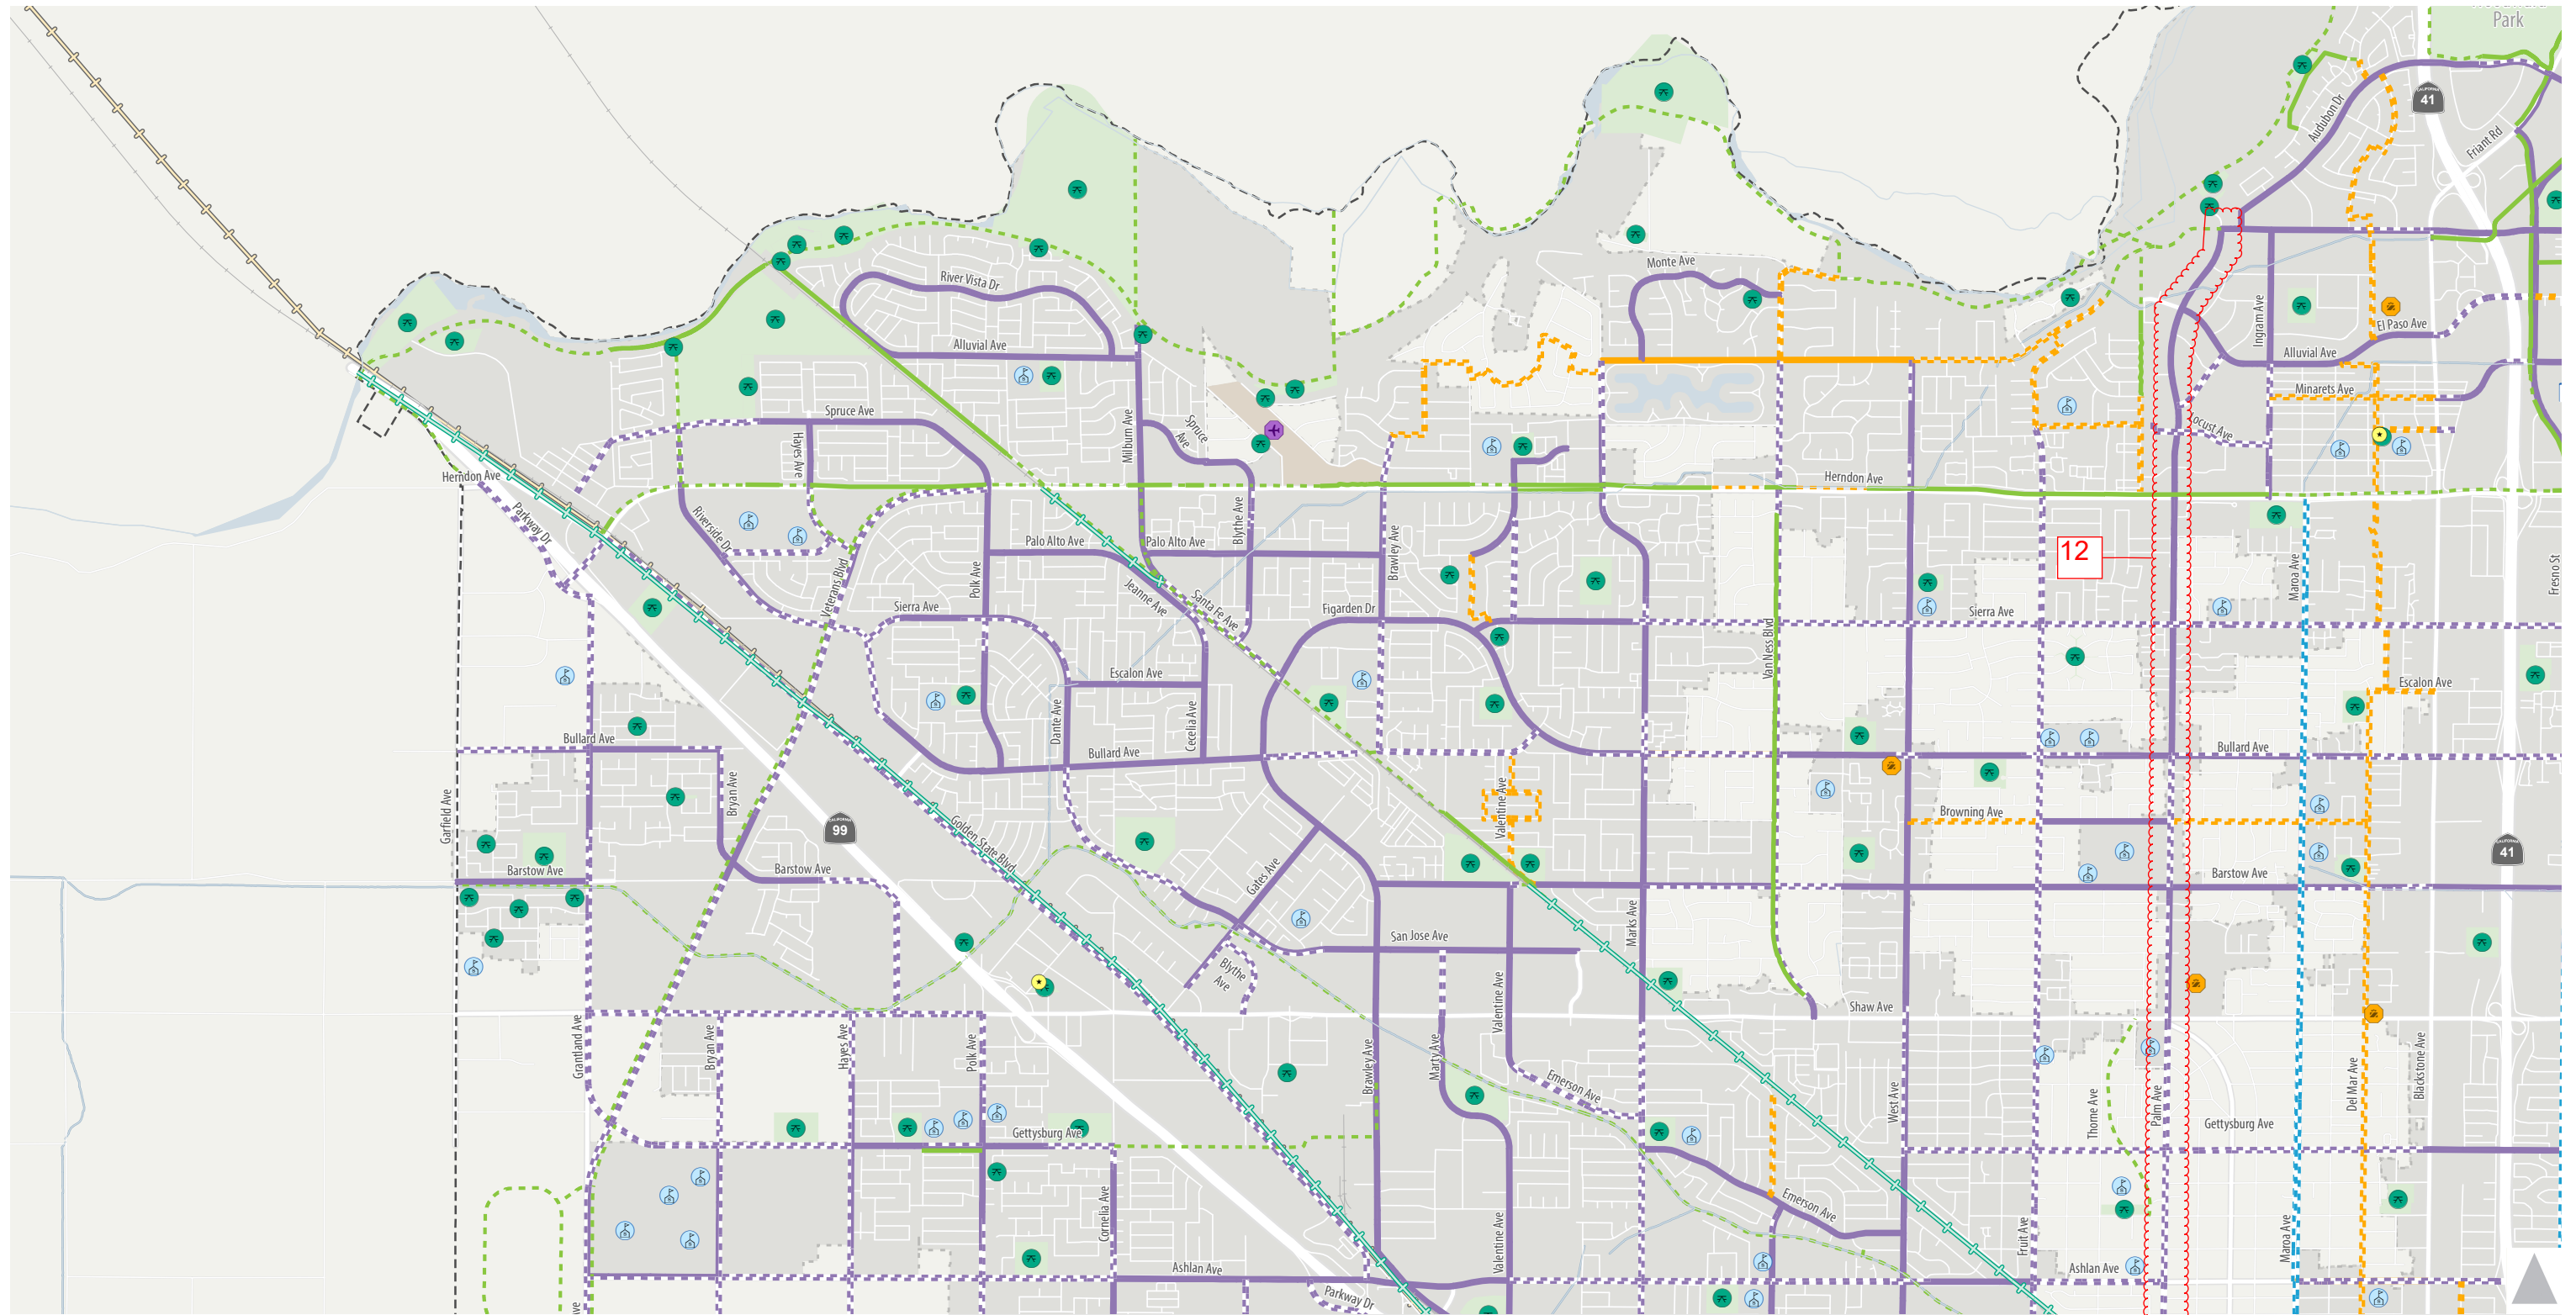 Park
CALIFORNIA
41
Audubon Dr
Friant Rd
River Vista Dr
Monte Ave
Ingram Ave
El Paso Ave
Alluvial Ave
Alluvial Ave
Minarets Ave
Spruce Ave
Milburn Ave
Spruce
Ave
Locust Ave
Hayes Ave
Herndon Ave
Herndon Ave
Parkway Dr
Riverside Dr
Blythe Ave
Brawley Ave
Palo Alto Ave
Palo Alto Ave
12
Maroa Ave
Fresno St
Veterans Blvd
Polk Ave
Jeanne Ave
Santa Fe Ave
Sierra Ave
Figarden Dr
Sierra Ave
Van Ness Blvd
Escalon Ave
Escalon Ave
Dante Ave
Cecelia Ave
Bullard Ave
Bullard Ave
Bullard Ave
Garfield Ave
Bryan Ave
CALIFORNIA
99
Golden State Blvd
Valentine Ave
Browning Ave
CALIFORNIA
41
Barstow Ave
Barstow Ave
Gates Ave
Barstow Ave
Marks Ave
San Jose Ave
Blythe
Ave
Valentine Ave
Shaw Ave
Grantland Ave
Bryan Ave
Hayes Ave
Polk Ave
Brawley Ave
Marty Ave
Emerson Ave
West Ave
Thorne Ave
Palm Ave
Del Mar Ave
Blackstone Ave
Gettysburg Ave
Gettysburg Ave
Cornelia Ave
Valentine Ave
Emerson Ave
Fruit Ave
Maroa Ave
Ashlan Ave
Ashlan Ave
Parkway Dr
ave